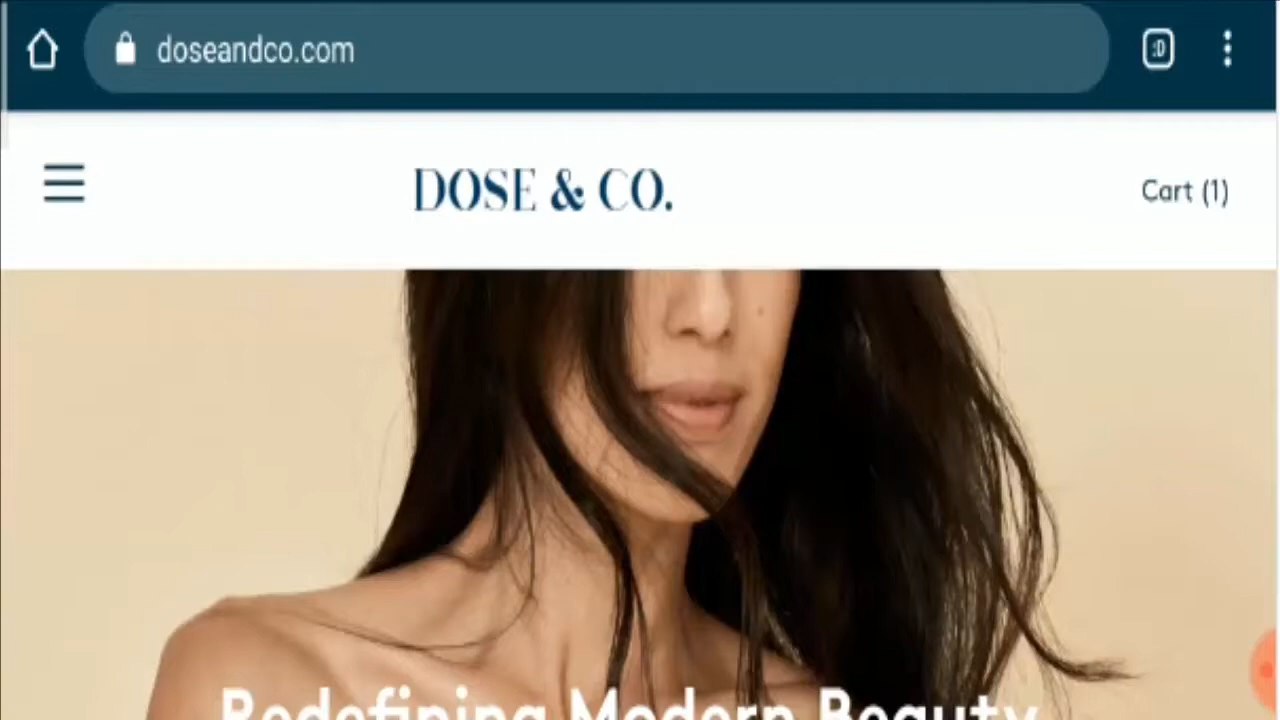 doseandco.com
:D
DOSE & CO.
Cart (1)
Redefining Modern Beauty